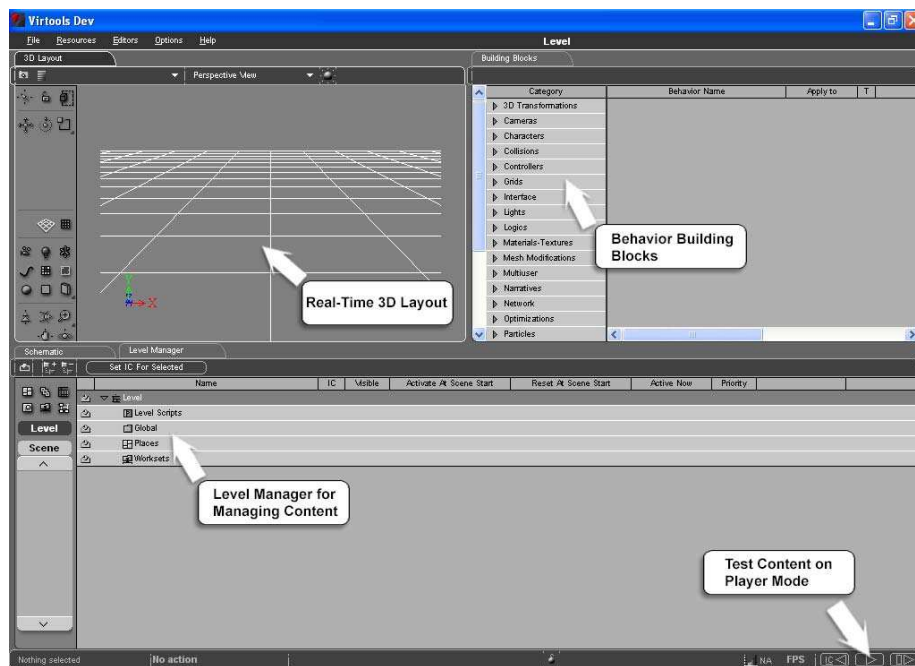 Virtools Dev
File Resources Editors Options Help Level
3D Layout
Building Blocks
Perspective View
Category Behavior Name Apply to T
3D Transformations
Cameras
Characters
Collisions
Controllers
Grids
Interface
Lights
Logics
Materials-Textures
Mesh Modifications
Multiuser
Narratives
Network
Optimizations
Particles
Behavior Building
Blocks
Real-Time 3D Layout
Y
X
Schematic Level Manager
Set IC For Selected
Name IC Visible Activate At Scene Start Reset At Scene Start Active Now Priority
Level
Level Scripts
Global
Places
Worksets
Level
Scene
Level Manager for
Managing Content
Test Content on
Player Mode
Nothing selected No action NA FPS IC